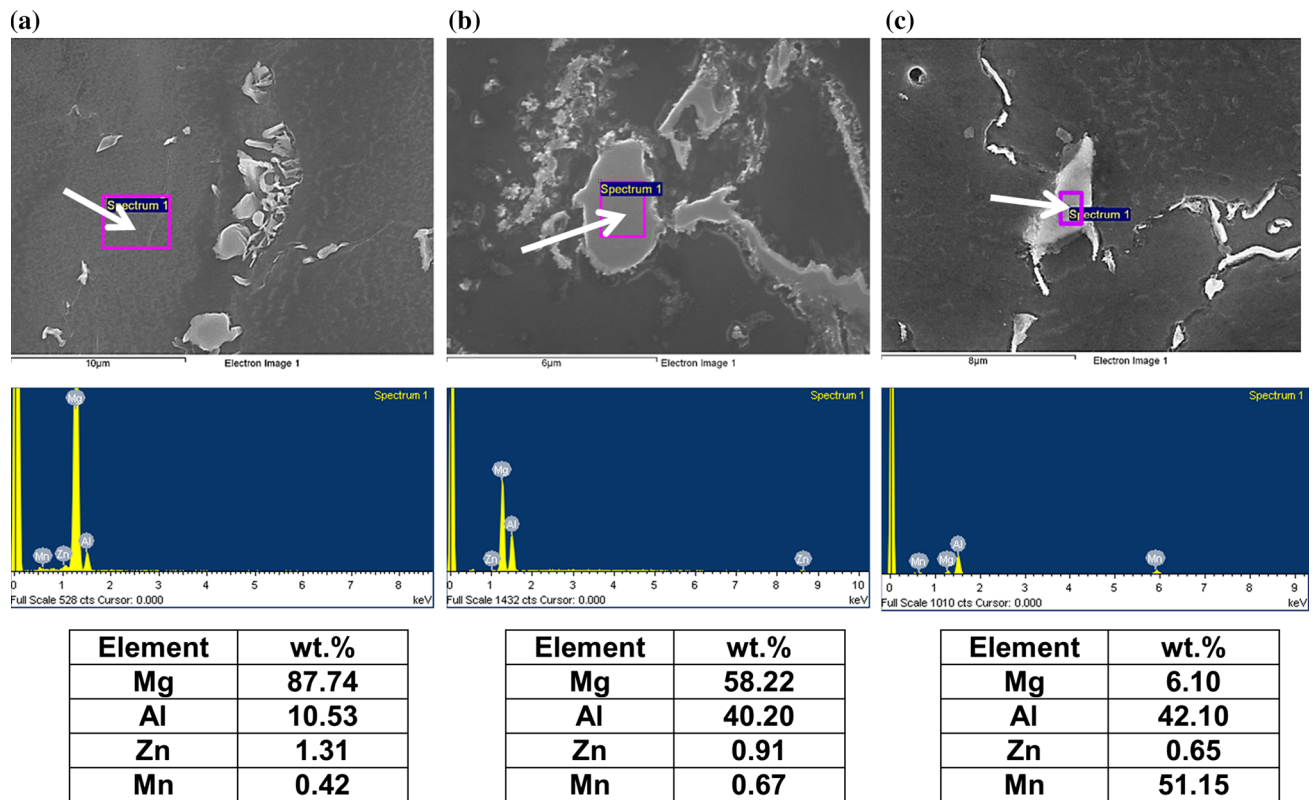 (a)
(b)
(c)
Spectrum 1
Spectrum 1
Spectrum 1
10µm Electron Image 1
6µm Electron Image 1
8µm Electron Image 1
Spectrum 1
Mg
Mn Zn Al
0 1 2 3 4 5 6 7 8
Full Scale 528 cts Cursor: 0.000 keV
Spectrum 1
Mg
Al
Zn Zn
0 1 2 3 4 5 6 7 8 9 10
Full Scale 1432 cts Cursor: 0.000 keV
Spectrum 1
Al
Mn Mg Mn
0 1 2 3 4 5 6 7 8 9
Full Scale 1010 cts Cursor: 0.000 keV
Element wt.%
Mg 87.74
Al 10.53
Zn 1.31
Mn 0.42
Element wt.%
Mg 58.22
Al 40.20
Zn 0.91
Mn 0.67
Element wt.%
Mg 6.10
Al 42.10
Zn 0.65
Mn 51.15